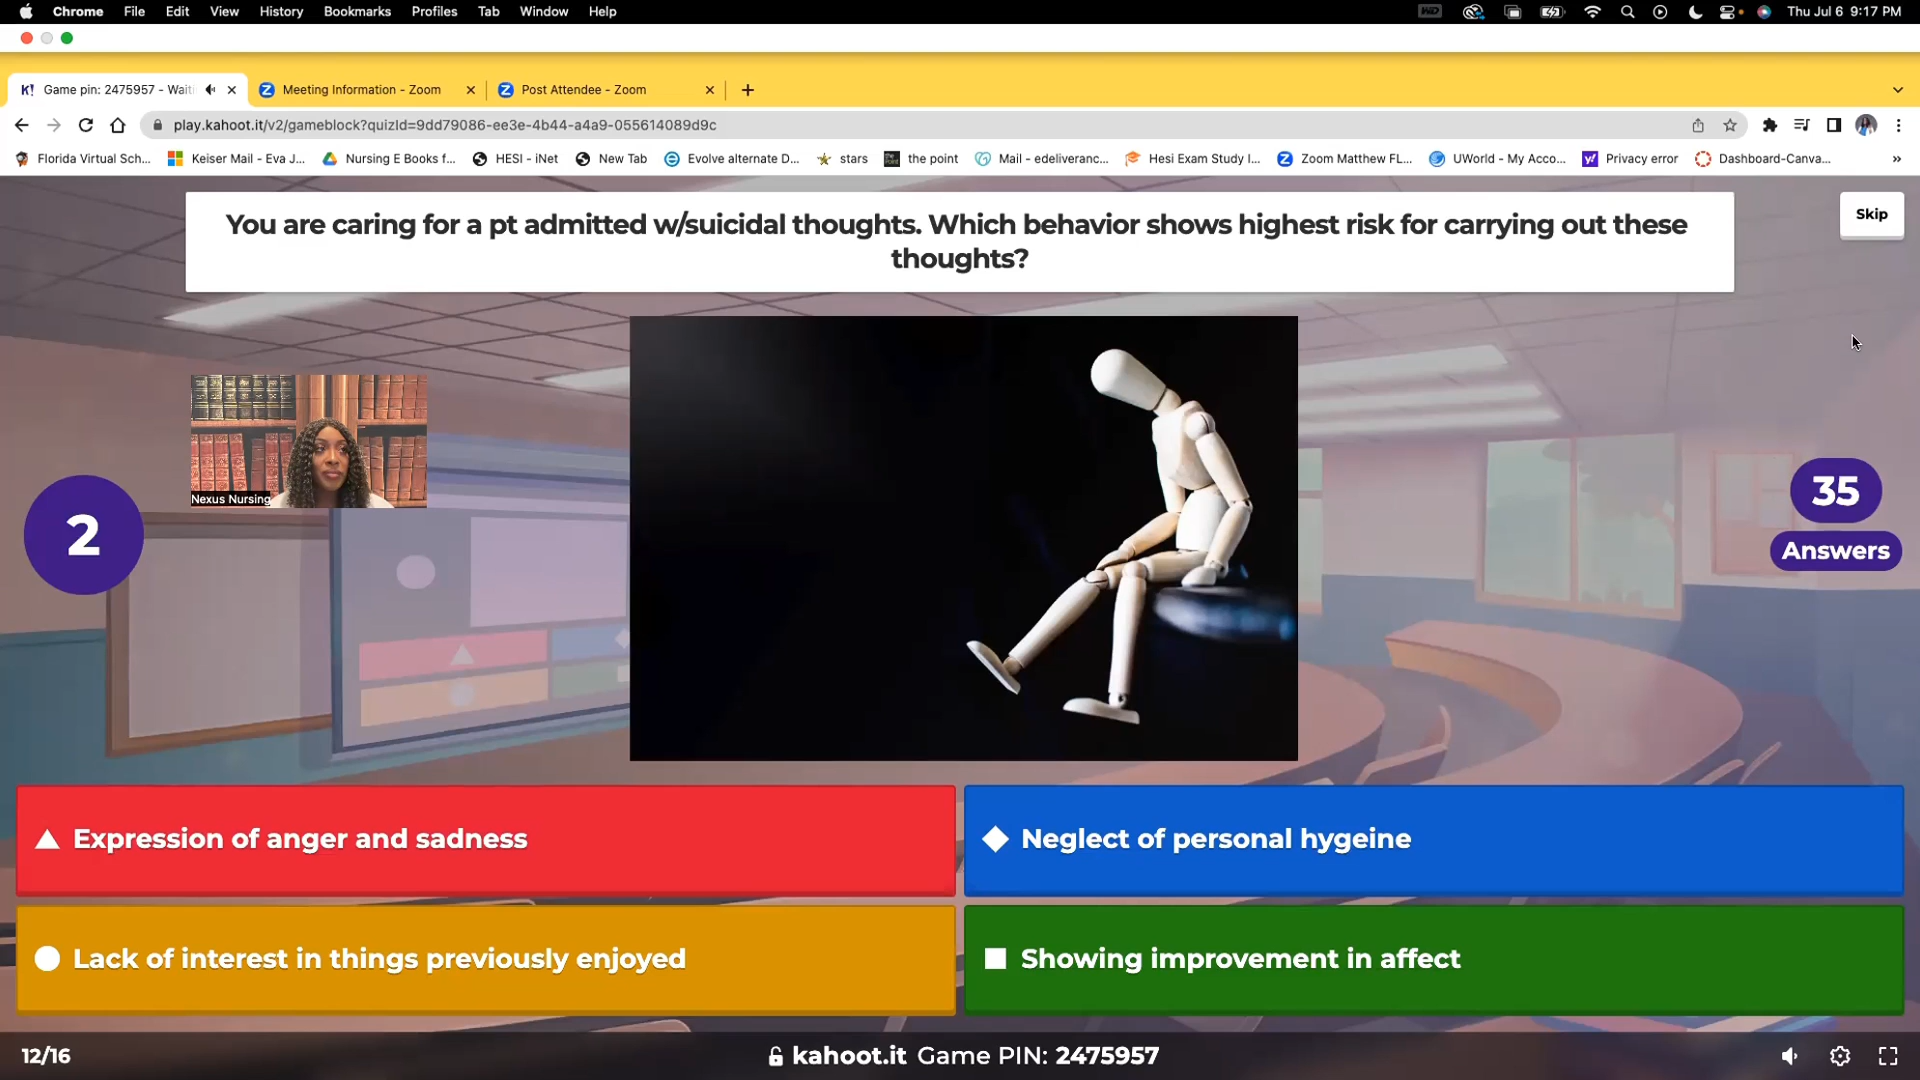 Chrome File Edit View History Bookmarks Profiles Tab Window Help
Thu Jul 6 9:17 PM
K! Game pin: 2475957 - Wait
Meeting Information - Zoom
Post Attendee - Zoom
play.kahoot.it/v2/gameblock?quizId=9dd79086-ee3e-4b44-a4a9-055614089d9c
Florida Virtual Sch... Keiser Mail - Eva J... Nursing E Books f... HESI - iNet New Tab Evolve alternate D... stars the point Mail - edeliveranc... Hesi Exam Study I... Zoom Matthew FL... UWorld - My Acco... Privacy error Dashboard-Canva... »
You are caring for a pt admitted w/suicidal thoughts. Which behavior shows highest risk for carrying out these
thoughts?
Skip
Nexus Nursing
2
35
Answers
Expression of anger and sadness
Neglect of personal hygeine
Lack of interest in things previously enjoyed
Showing improvement in affect
12/16
kahoot.it Game PIN: 2475957